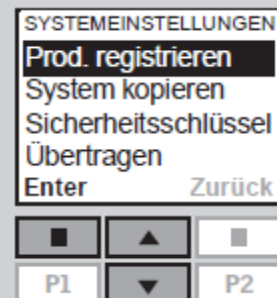 SYSTEMEINSTELLUNGEN
Prod. registrieren
System kopieren
Sicherheitsschlüssel
Übertragen
Enter Zurück
P1 P2